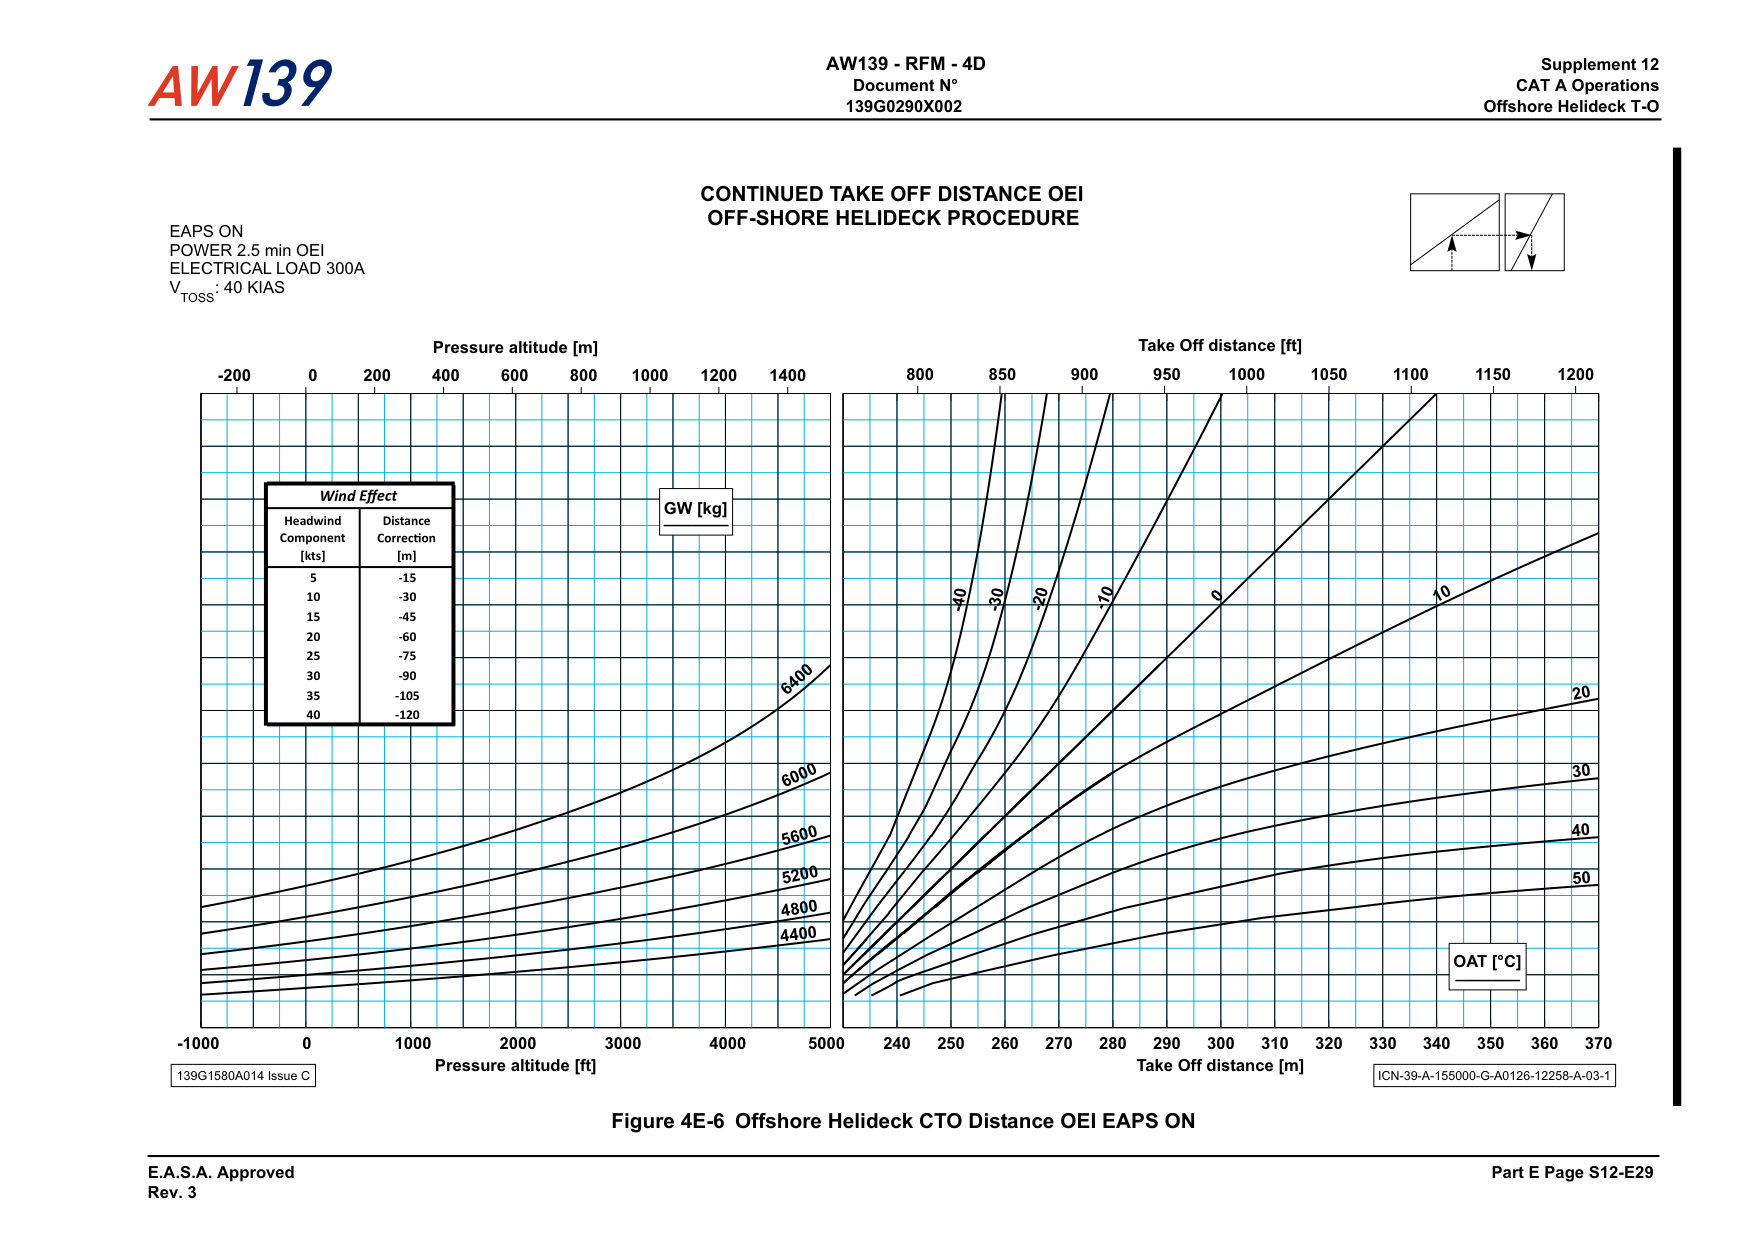 AW139
AW139 - RFM - 4D
Document N°
139G0290X002
Supplement 12
CAT A Operations
Offshore Helideck T-O
CONTINUED TAKE OFF DISTANCE OEI
OFF-SHORE HELIDECK PROCEDURE
EAPS ON
POWER 2.5 min OEI
ELECTRICAL LOAD 300A
VTOSS: 40 KIAS
Pressure altitude [m]
-200 0 200 400 600 800 1000 1200 1400
Take Off distance [ft]
800 850 900 950 1000 1050 1100 1150 1200
Wind Effect
Headwind Component [kts] Distance Correction [m]
5 -15
10 -30
15 -45
20 -60
25 -75
30 -90
35 -105
40 -120
GW [kg]
6400
6000
5600
5200
4800
4400
-40 -30 -20 -10 0 10
20
30
40
50
OAT [°C]
-1000 0 1000 2000 3000 4000 5000
Pressure altitude [ft]
240 250 260 270 280 290 300 310 320 330 340 350 360 370
Take Off distance [m]
139G1580A014 Issue C
ICN-39-A-155000-G-A0126-12258-A-03-1
Figure 4E-6 Offshore Helideck CTO Distance OEI EAPS ON
E.A.S.A. Approved
Rev. 3
Part E Page S12-E29